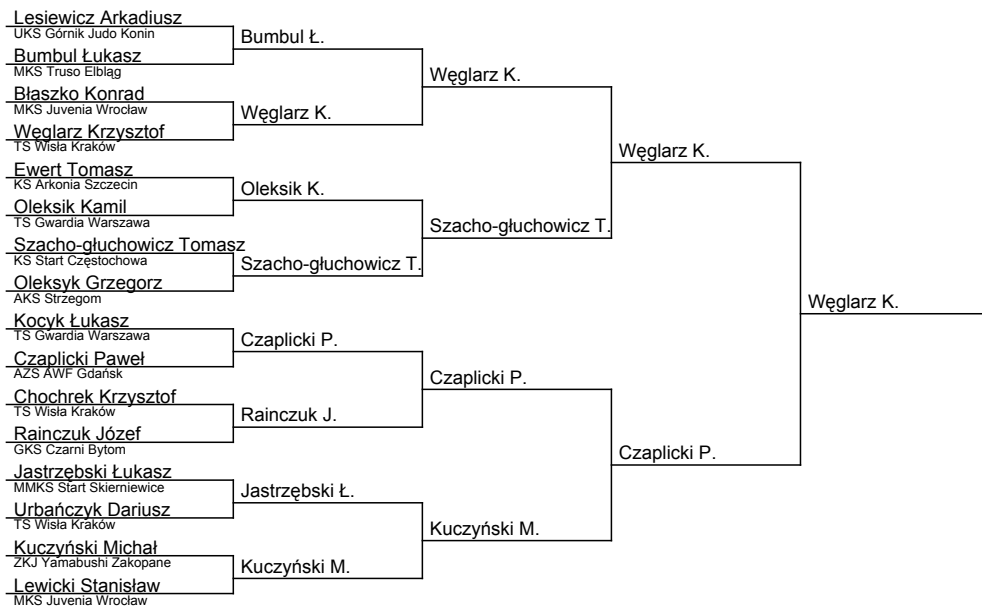 Lesiewicz Arkadiusz
UKS Górnik Judo Konin
Bumbul Łukasz
MKS Truso Elbląg
Błaszko Konrad
MKS Juvenia Wrocław
Węglarz Krzysztof
TS Wisła Kraków
Ewert Tomasz
KS Arkonia Szczecin
Oleksik Kamil
TS Gwardia Warszawa
Szacho-głuchowicz Tomasz
KS Start Częstochowa
Oleksyk Grzegorz
AKS Strzegom
Kocyk Łukasz
TS Gwardia Warszawa
Czaplicki Paweł
AZS AWF Gdańsk
Chochrek Krzysztof
TS Wisła Kraków
Rainczuk Józef
GKS Czarni Bytom
Jastrzębski Łukasz
MMKS Start Skierniewice
Urbańczyk Dariusz
TS Wisła Kraków
Kuczyński Michał
ZKJ Yamabushi Zakopane
Lewicki Stanisław
MKS Juvenia Wrocław
Bumbul Ł.
Węglarz K.
Oleksik K.
Szacho-głuchowicz T.
Czaplicki P.
Rainczuk J.
Jastrzębski Ł.
Kuczyński M.
Węglarz K.
Szacho-głuchowicz T.
Czaplicki P.
Kuczyński M.
Węglarz K.
Czaplicki P.
Węglarz K.